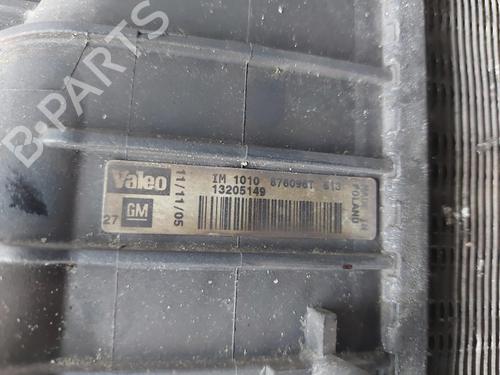 B-PARTS
Valeo
11/11/05
IM 1010 876096T 613
13205149
MADE IN
POLAND
27 GM